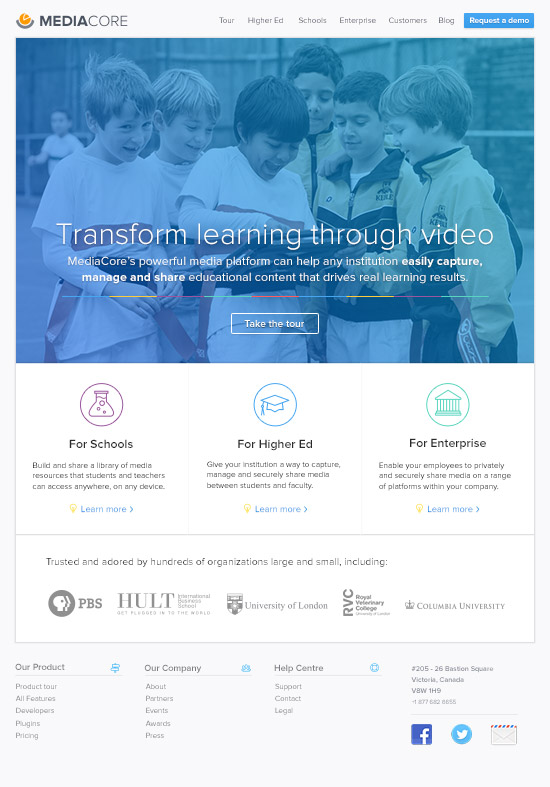 MEDIACORE
Tour Higher Ed Schools Enterprise Customers Blog Request a demo
Transform learning through video
MediaCore's powerful media platform can help any institution easily capture,
manage and share educational content that drives real learning results.
Take the tour
For Schools
Build and share a library of media
resources that students and teachers
can access anywhere, on any device.
Learn more
For Higher Ed
Give your institution a way to capture,
manage and securely share media
between students and faculty.
Learn more
For Enterprise
Enable your employees to privately
and securely share media on a range
of platforms within your company.
Learn more
Trusted and adored by hundreds of organizations large and small, including:
PBS
HULT
International
Business
School
GET PLUGGED IN TO THE WORLD
University of London
RVC
Royal
Veterinary
College
University of London
COLUMBIA UNIVERSITY
Our Product
Product tour
All Features
Developers
Plugins
Pricing
Our Company
About
Partners
Events
Awards
Press
Help Centre
Support
Contact
Legal
#205 - 26 Bastion Square
Victoria, Canada
V8W 1H9
+1 877 682 6655